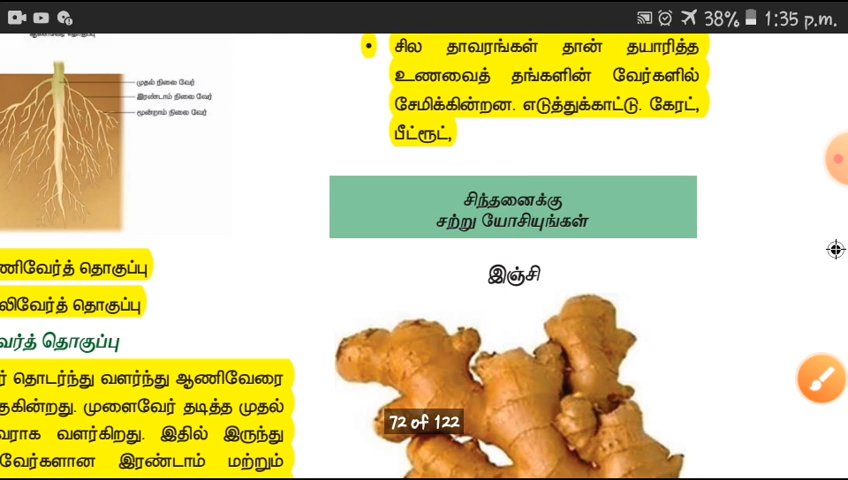 38% 1:35 p.m.
ஆணிவேர் தொகுப்பு
முதல் நிலை வேர்
இரண்டாம் நிலை வேர்
மூன்றாம் நிலை வேர்
ணிவேர்த் தொகுப்பு
லிவேர்த் தொகுப்பு
வர்த் தொகுப்பு
ர் தொடர்ந்து வளர்ந்து ஆணிவேரை
குகின்றது. முளைவேர் தடித்த முதல்
வராக வளர்கிறது. இதில் இருந்து
வேர்களான இரண்டாம் மற்றும்
• சில தாவரங்கள் தான் தயாரித்த
உணவைத் தங்களின் வேர்களில்
சேமிக்கின்றன. எடுத்துக்காட்டு. கேரட்,
பீட்ரூட்,
சிந்தனைக்கு
சற்று யோசியுங்கள்
இஞ்சி
72 of 122